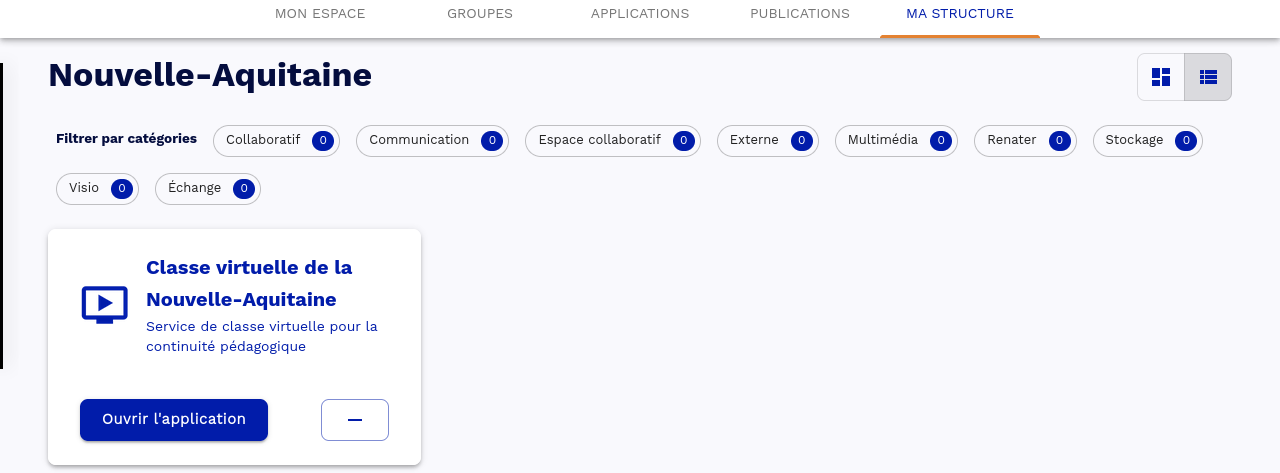 MON ESPACE GROUPES APPLICATIONS PUBLICATIONS MA STRUCTURE
Nouvelle-Aquitaine
Filtrer par catégories Collaboratif 0 Communication 0 Espace collaboratif 0 Externe 0 Multimédia 0 Renater 0 Stockage 0
Visio 0 Échange 0
Classe virtuelle de la
Nouvelle-Aquitaine
Service de classe virtuelle pour la
continuité pédagogique
Ouvrir l'application